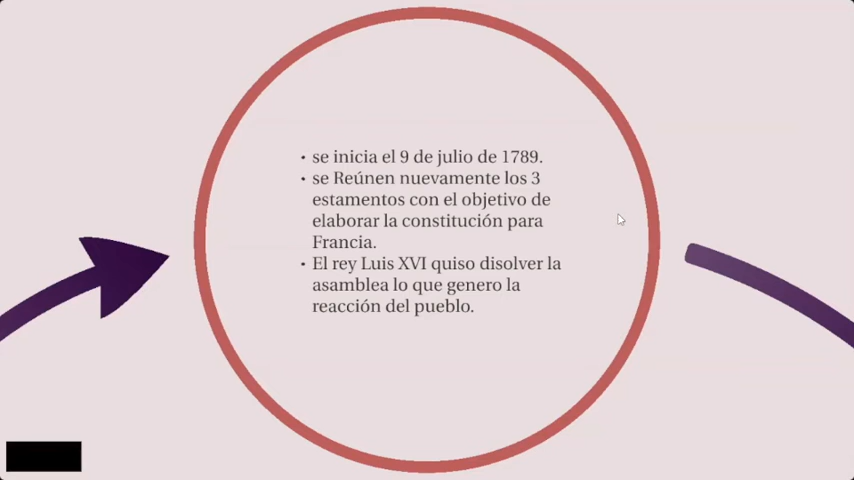 • se inicia el 9 de julio de 1789.
• se Reúnen nuevamente los 3
estamentos con el objetivo de
elaborar la constitución para
Francia.
• El rey Luis XVI quiso disolver la
asamblea lo que genero la
reacción del pueblo.